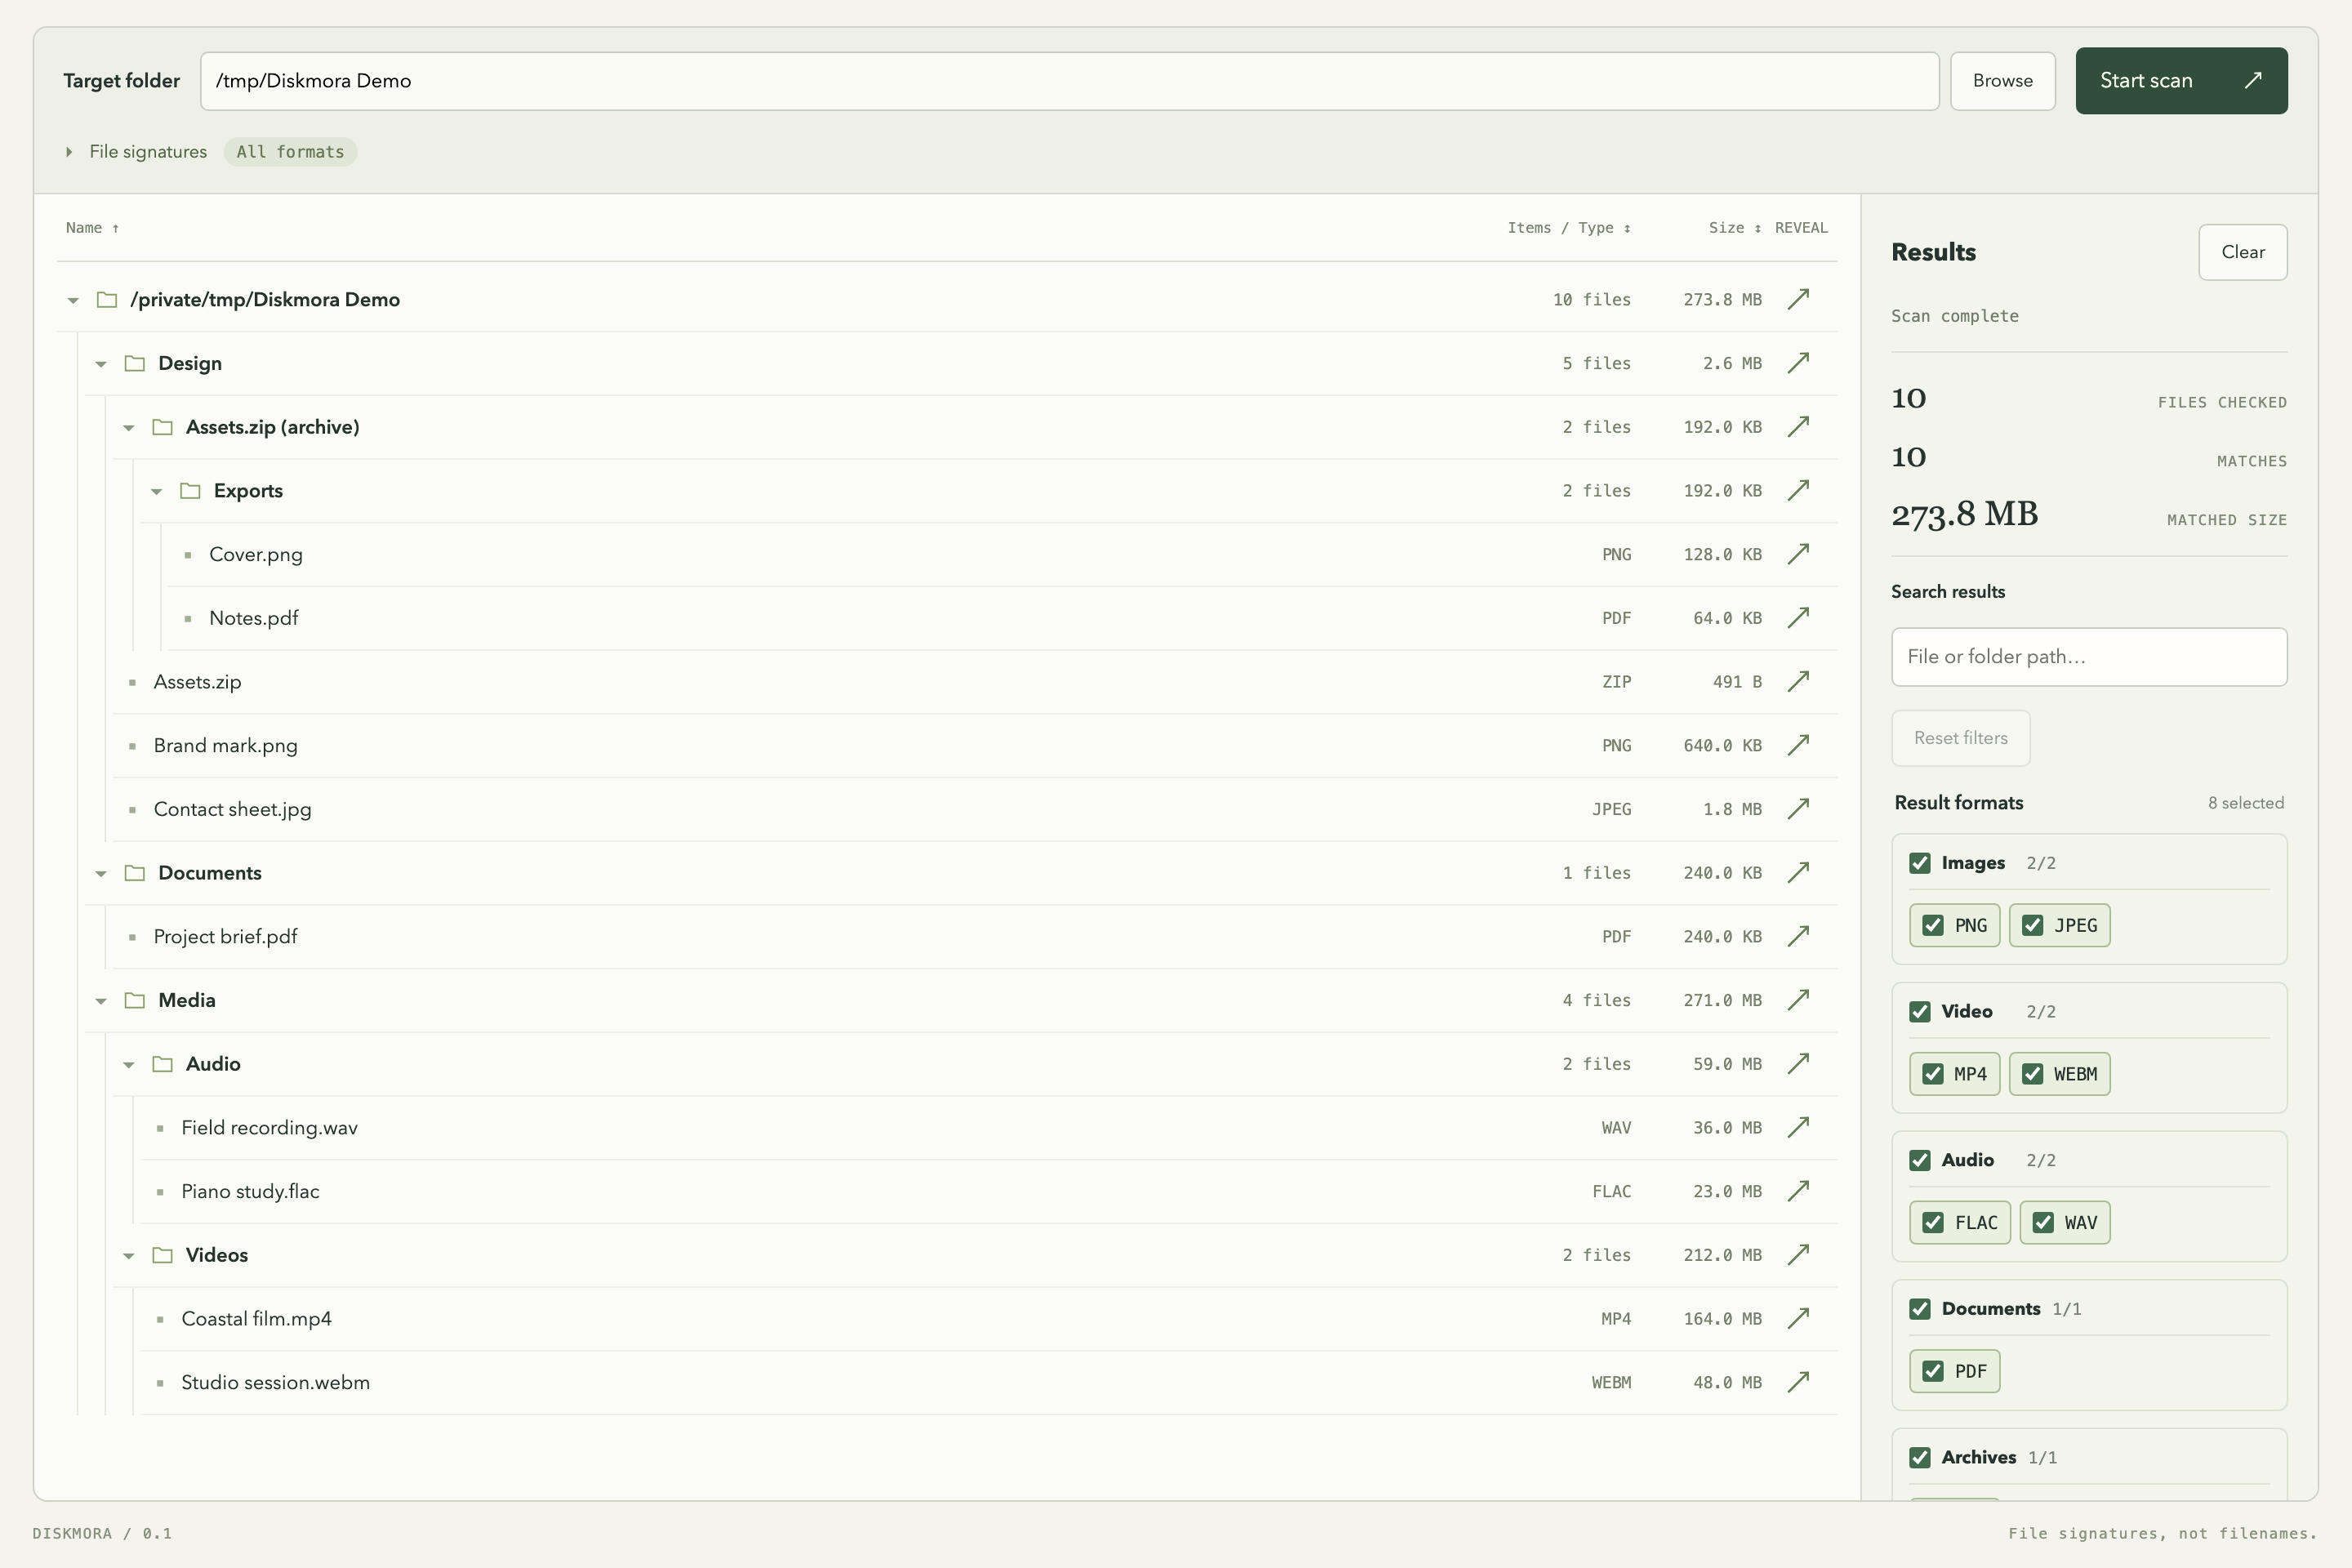 Target folder /tmp/Diskmora Demo Browse Start scan ↗
File signatures All formats
Name ↑ Items / Type ↕ Size ↕ REVEAL
/private/tmp/Diskmora Demo 10 files 273.8 MB
Design 5 files 2.6 MB
Assets.zip (archive) 2 files 192.0 KB
Exports 2 files 192.0 KB
Cover.png PNG 128.0 KB
Notes.pdf PDF 64.0 KB
Assets.zip ZIP 491 B
Brand mark.png PNG 640.0 KB
Contact sheet.jpg JPEG 1.8 MB
Documents 1 files 240.0 KB
Project brief.pdf PDF 240.0 KB
Media 4 files 271.0 MB
Audio 2 files 59.0 MB
Field recording.wav WAV 36.0 MB
Piano study.flac FLAC 23.0 MB
Videos 2 files 212.0 MB
Coastal film.mp4 MP4 164.0 MB
Studio session.webm WEBM 48.0 MB
Results Clear
Scan complete
10 FILES CHECKED
10 MATCHES
273.8 MB MATCHED SIZE
Search results
File or folder path…
Reset filters
Result formats 8 selected
Images 2/2
PNG JPEG
Video 2/2
MP4 WEBM
Audio 2/2
FLAC WAV
Documents 1/1
PDF
Archives 1/1
DISKMORA / 0.1 File signatures, not filenames.